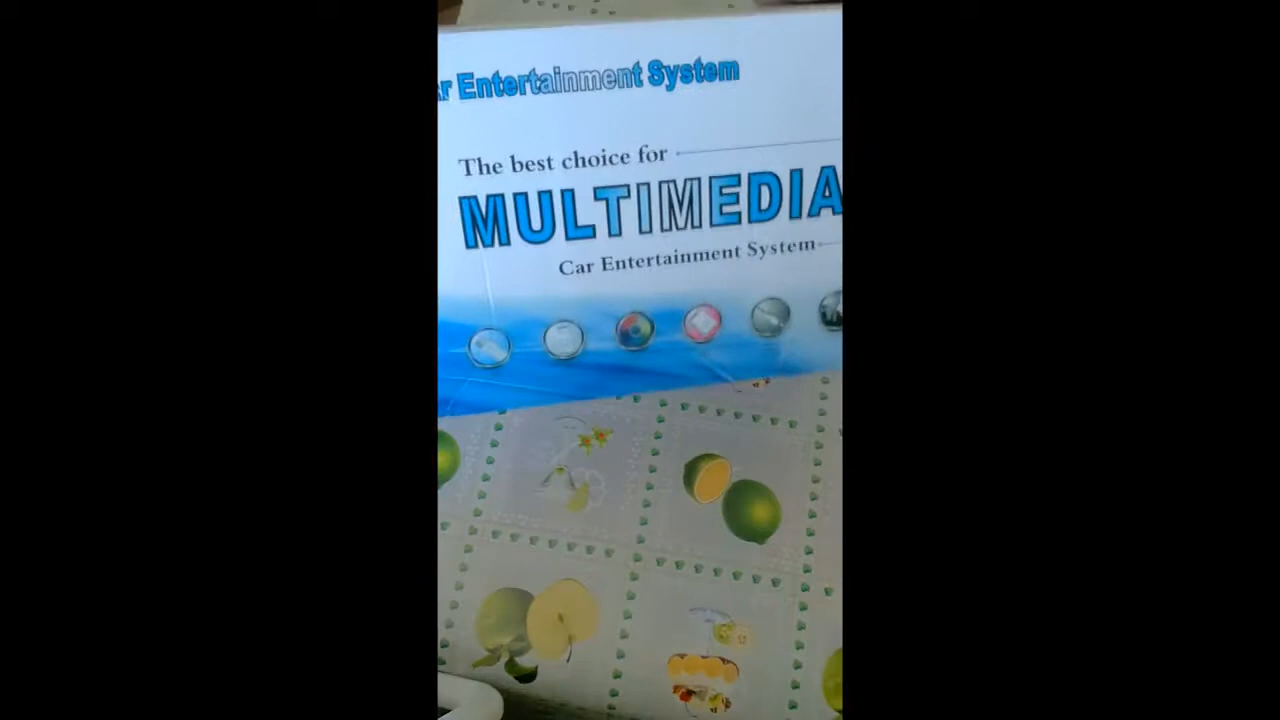 Entertainment System
The best choice for
MULTIMEDIA
Car Entertainment System